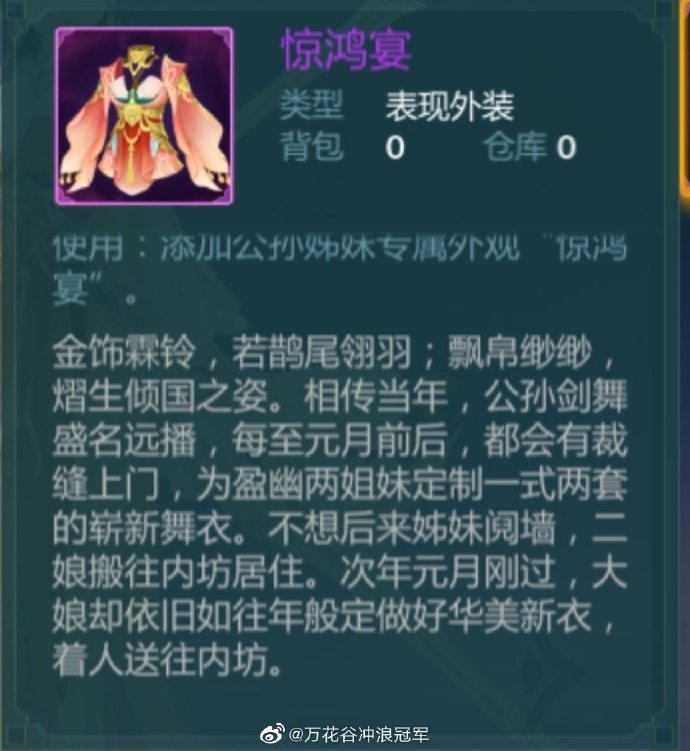 惊鸿宴
类型 表现外装
背包 0 仓库 0
使用：添加公孙姊妹专属外观“惊鸿
宴”。
金饰霖铃，若鹊尾翎羽；飘帛缈缈，
熠生倾国之姿。相传当年，公孙剑舞
盛名远播，每至元月前后，都会有裁
缝上门，为盈幽两姐妹定制一式两套
的崭新舞衣。不想后来姊妹阋墙，二
娘搬往内坊居住。次年元月刚过，大
娘却依旧如往年般定做好华美新衣，
着人送往内坊。
@万花谷冲浪冠军